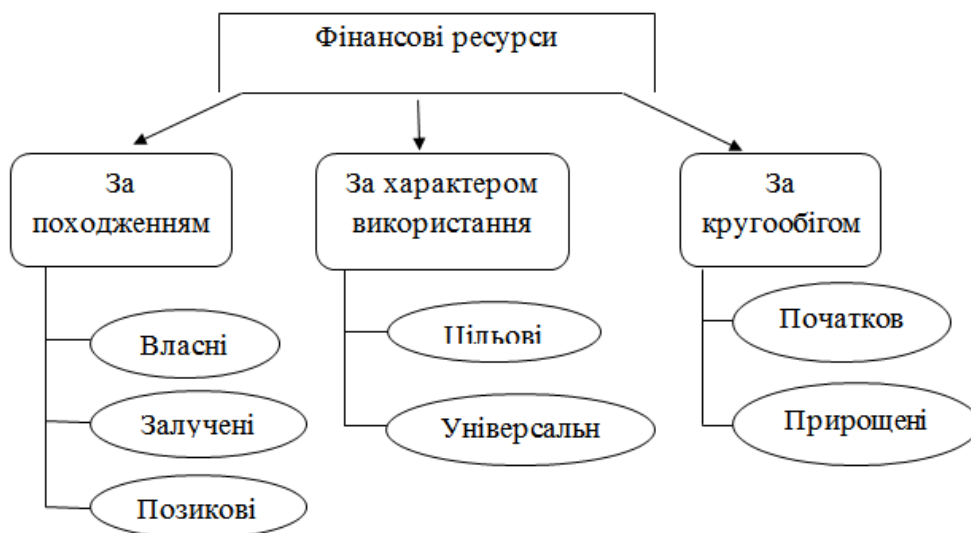 Фінансові ресурси
За
походженням
За характером
використання
За
кругообігом
Власні
Залучені
Позикові
Цільові
Універсальн
Початков
Прирощені